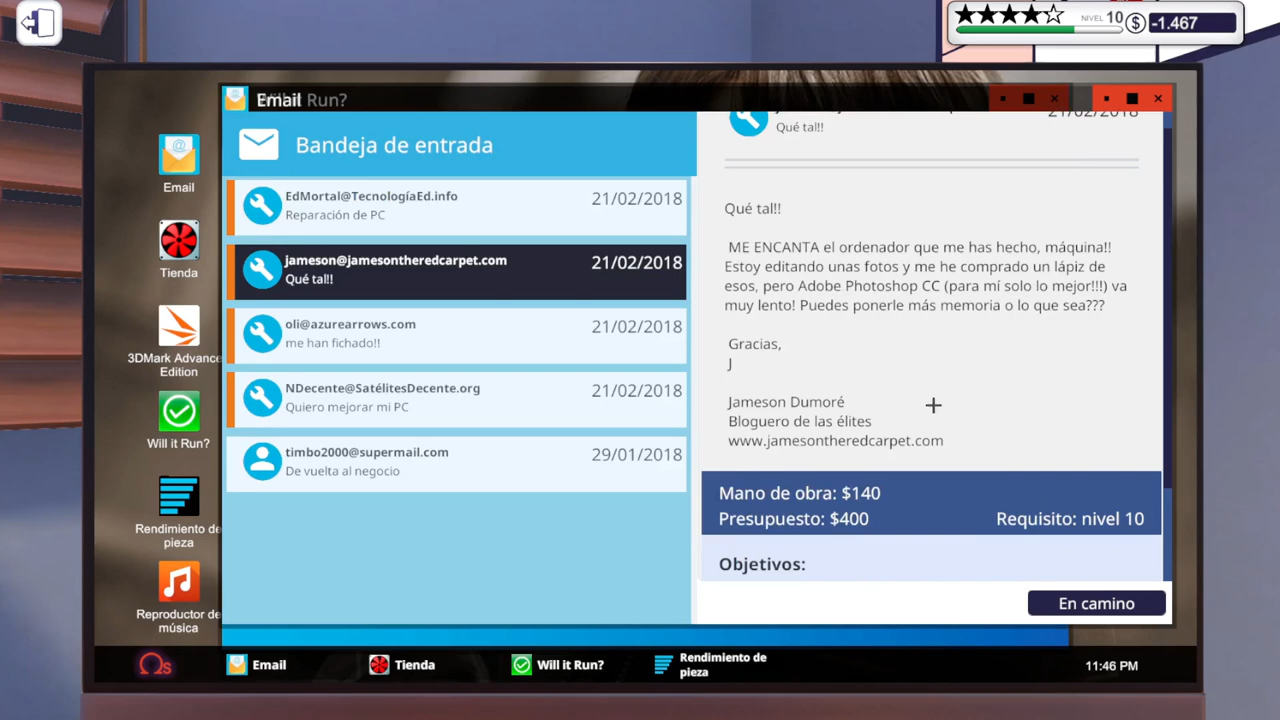 NIVEL 10
$ -1.467
Email Run?
Bandeja de entrada
EdMortal@TecnologíaEd.info
Reparación de PC
21/02/2018
jameson@jamesontheredcarpet.com
Qué tal!!
21/02/2018
oli@azurearrows.com
me han fichado!!
21/02/2018
NDecente@SatélitesDecente.org
Quiero mejorar mi PC
21/02/2018
timbo2000@supermail.com
De vuelta al negocio
29/01/2018
21/02/2018
Qué tal!!
Qué tal!!
ME ENCANTA el ordenador que me has hecho, máquina!!
Estoy editando unas fotos y me he comprado un lápiz de
esos, pero Adobe Photoshop CC (para mí solo lo mejor!!!) va
muy lento! Puedes ponerle más memoria o lo que sea???
Gracias,
J
Jameson Dumoré
Bloguero de las élites
www.jamesontheredcarpet.com
Mano de obra: $140
Presupuesto: $400
Requisito: nivel 10
Objetivos:
En camino
Email
Tienda
3DMark Advance
Edition
Will it Run?
Rendimiento de
pieza
Reproductor de
música
Ωs
Email
Tienda
Will it Run?
Rendimiento de
pieza
11:46 PM